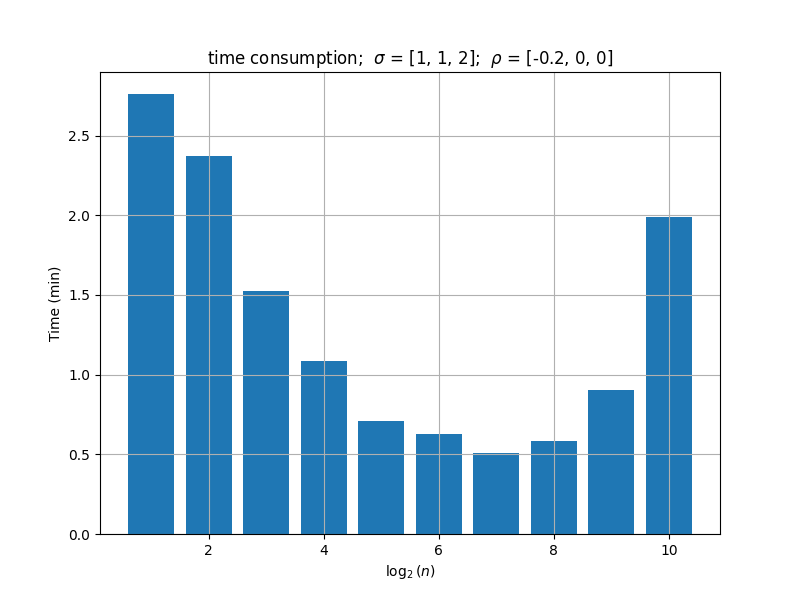 time consumption; σ = [1, 1, 2]; ρ = [-0.2, 0, 0]
Time (min)
2.5
2.0
1.5
1.0
0.5
0.0
2 4 6 8 10
log₂(n)